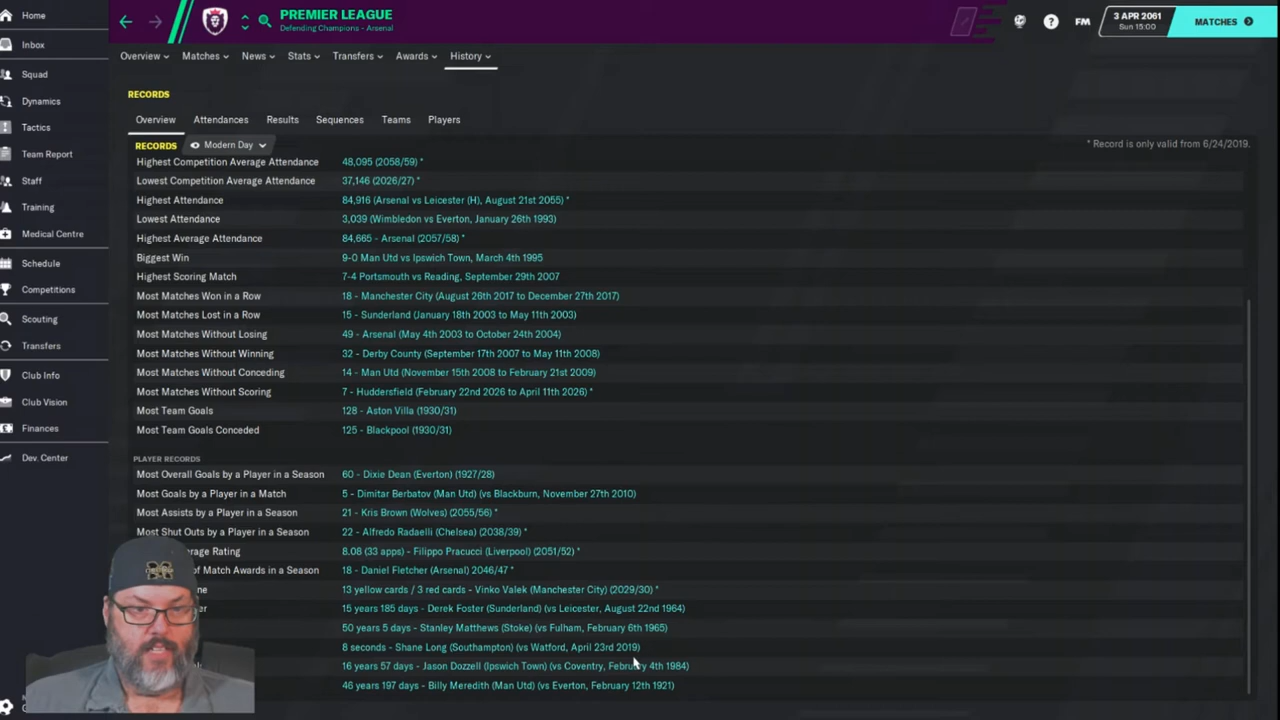 Home
PREMIER LEAGUE
Defending Champions - Arsenal
FM
3 APR 2061
Sun 15:00
MATCHES
Inbox
Overview
Matches
News
Stats
Transfers
Awards
History
Squad
Dynamics
Tactics
Team Report
Staff
Training
Medical Centre
Schedule
Competitions
Scouting
Transfers
Club Info
Club Vision
Finances
Dev. Center
RECORDS
Overview Attendances Results Sequences Teams Players
RECORDS Modern Day
* Record is only valid from 6/24/2019.
Highest Competition Average Attendance 48,095 (2058/59) *
Lowest Competition Average Attendance 37,146 (2026/27) *
Highest Attendance 84,916 (Arsenal vs Leicester (H), August 21st 2055) *
Lowest Attendance 3,039 (Wimbledon vs Everton, January 26th 1993)
Highest Average Attendance 84,665 - Arsenal (2057/58) *
Biggest Win 9-0 Man Utd vs Ipswich Town, March 4th 1995
Highest Scoring Match 7-4 Portsmouth vs Reading, September 29th 2007
Most Matches Won in a Row 18 - Manchester City (August 26th 2017 to December 27th 2017)
Most Matches Lost in a Row 15 - Sunderland (January 18th 2003 to May 11th 2003)
Most Matches Without Losing 49 - Arsenal (May 4th 2003 to October 24th 2004)
Most Matches Without Winning 32 - Derby County (September 17th 2007 to May 11th 2008)
Most Matches Without Conceding 14 - Man Utd (November 15th 2008 to February 21st 2009)
Most Matches Without Scoring 7 - Huddersfield (February 22nd 2026 to April 11th 2026) *
Most Team Goals 128 - Aston Villa (1930/31)
Most Team Goals Conceded 125 - Blackpool (1930/31)
PLAYER RECORDS
Most Overall Goals by a Player in a Season 60 - Dixie Dean (Everton) (1927/28)
Most Goals by a Player in a Match 5 - Dimitar Berbatov (Man Utd) (vs Blackburn, November 27th 2010)
Most Assists by a Player in a Season 21 - Kris Brown (Wolves) (2055/56) *
Most Shut Outs by a Player in a Season 22 - Alfredo Radaelli (Chelsea) (2038/39) *
erage Rating 8.08 (33 apps) - Filippo Pracucci (Liverpool) (2051/52) *
of Match Awards in a Season 18 - Daniel Fletcher (Arsenal) 2046/47 *
ne 13 yellow cards / 3 red cards - Vinko Valek (Manchester City) (2029/30) *
er 15 years 185 days - Derek Foster (Sunderland) (vs Leicester, August 22nd 1964)
50 years 5 days - Stanley Matthews (Stoke) (vs Fulham, February 6th 1965)
8 seconds - Shane Long (Southampton) (vs Watford, April 23rd 2019)
16 years 57 days - Jason Dozzell (Ipswich Town) (vs Coventry, February 4th 1984)
46 years 197 days - Billy Meredith (Man Utd) (vs Everton, February 12th 1921)